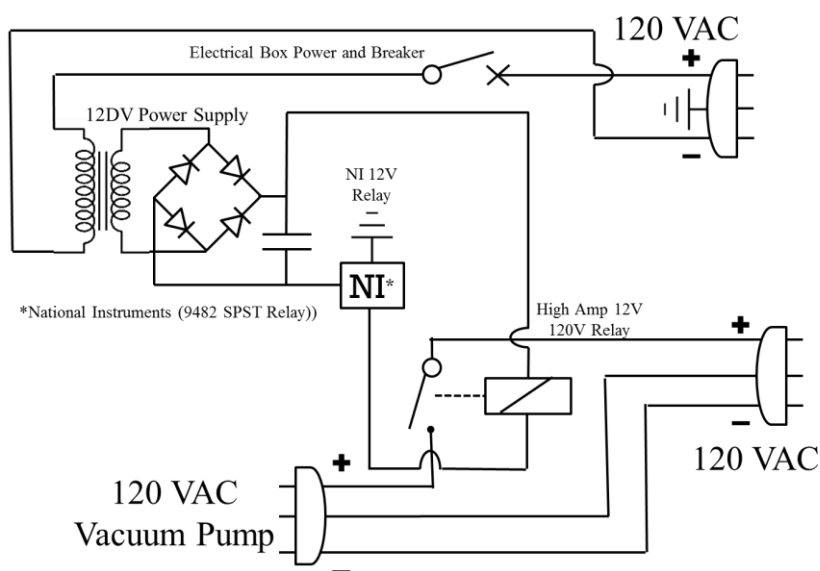 120 VAC
+
Electrical Box Power and Breaker
12DV Power Supply
−
NI 12V
Relay
NI*
*National Instruments (9482 SPST Relay))
High Amp 12V
120V Relay
+
−
120 VAC
+
120 VAC
Vacuum Pump
−